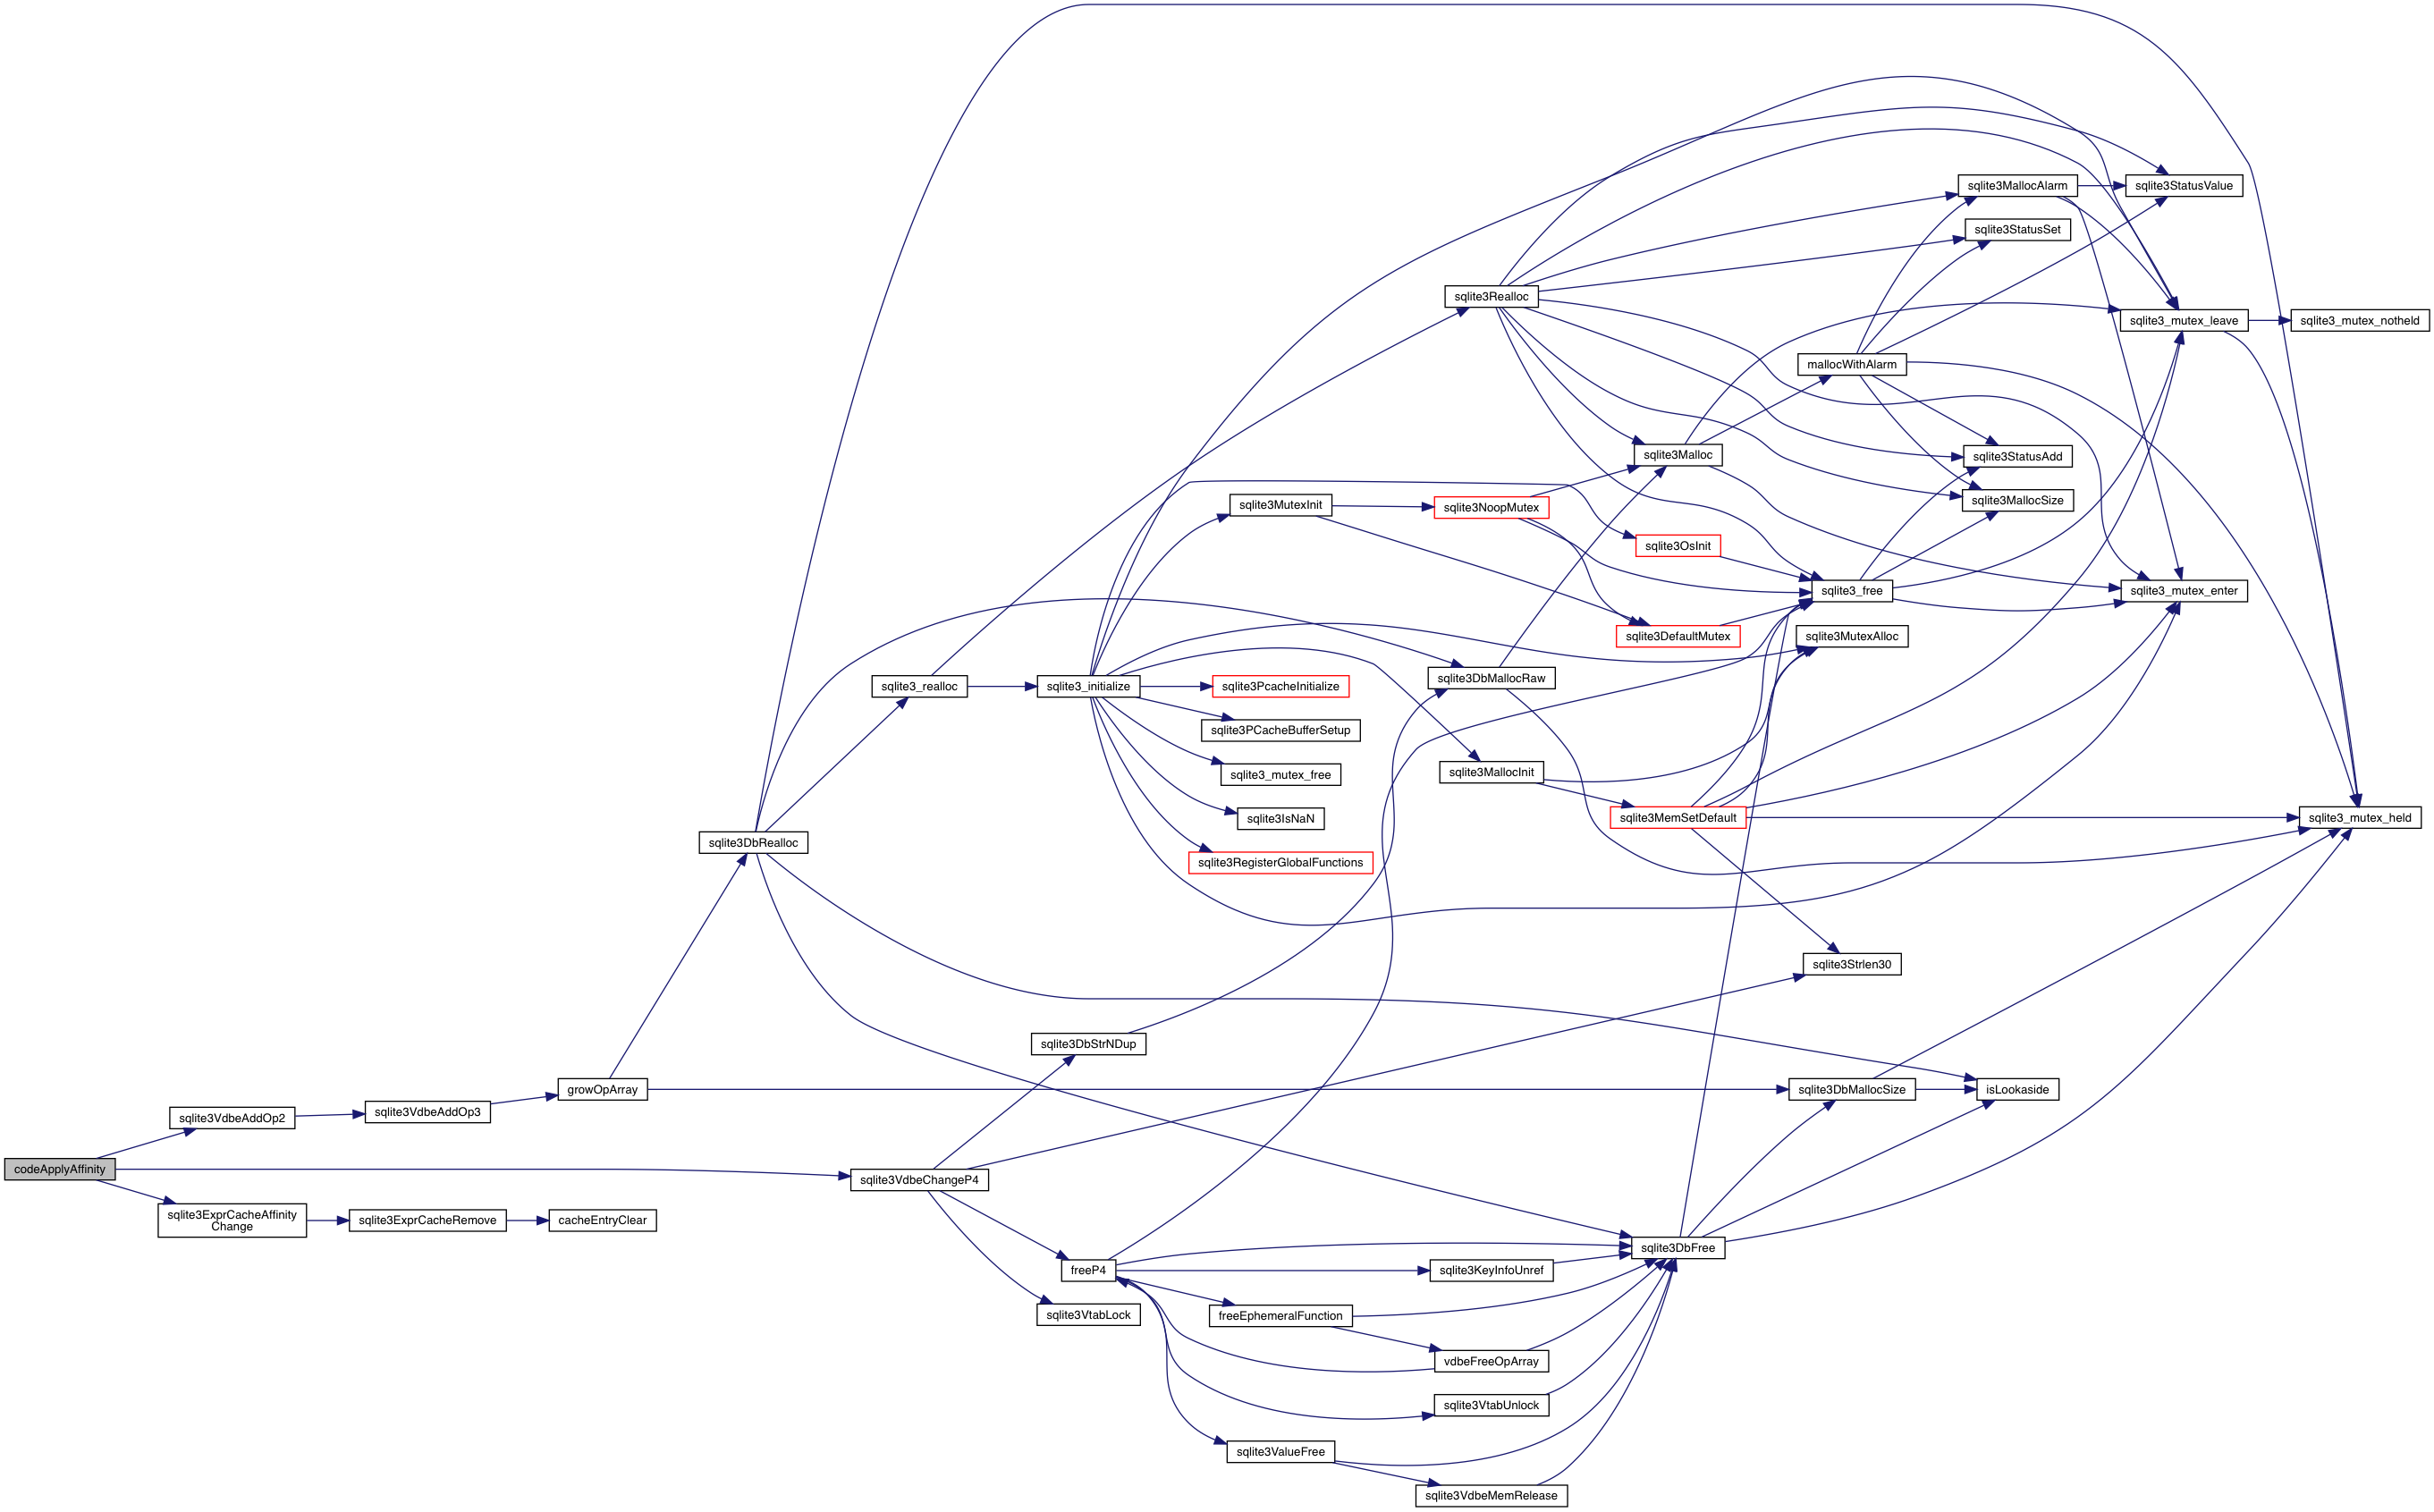 sqlite3MallocAlarm
sqlite3StatusValue
sqlite3StatusSet
sqlite3Realloc
sqlite3_mutex_leave
sqlite3_mutex_notheld
mallocWithAlarm
sqlite3Malloc
sqlite3StatusAdd
sqlite3MallocSize
sqlite3MutexInit
sqlite3NoopMutex
sqlite3OsInit
sqlite3_free
sqlite3_mutex_enter
sqlite3DefaultMutex
sqlite3MutexAlloc
sqlite3DbMallocRaw
sqlite3_realloc
sqlite3_initialize
sqlite3PcacheInitialize
sqlite3PCacheBufferSetup
sqlite3_mutex_free
sqlite3MallocInit
sqlite3IsNaN
sqlite3MemSetDefault
sqlite3_mutex_held
sqlite3DbRealloc
sqlite3RegisterGlobalFunctions
sqlite3Strlen30
sqlite3DbStrNDup
growOpArray
sqlite3DbMallocSize
isLookaside
sqlite3VdbeAddOp2
sqlite3VdbeAddOp3
codeApplyAffinity
sqlite3VdbeChangeP4
sqlite3ExprCacheAffinity
Change
sqlite3ExprCacheRemove
cacheEntryClear
sqlite3DbFree
freeP4
sqlite3KeyInfoUnref
sqlite3VtabLock
freeEphemeralFunction
vdbeFreeOpArray
sqlite3VtabUnlock
sqlite3ValueFree
sqlite3VdbeMemRelease